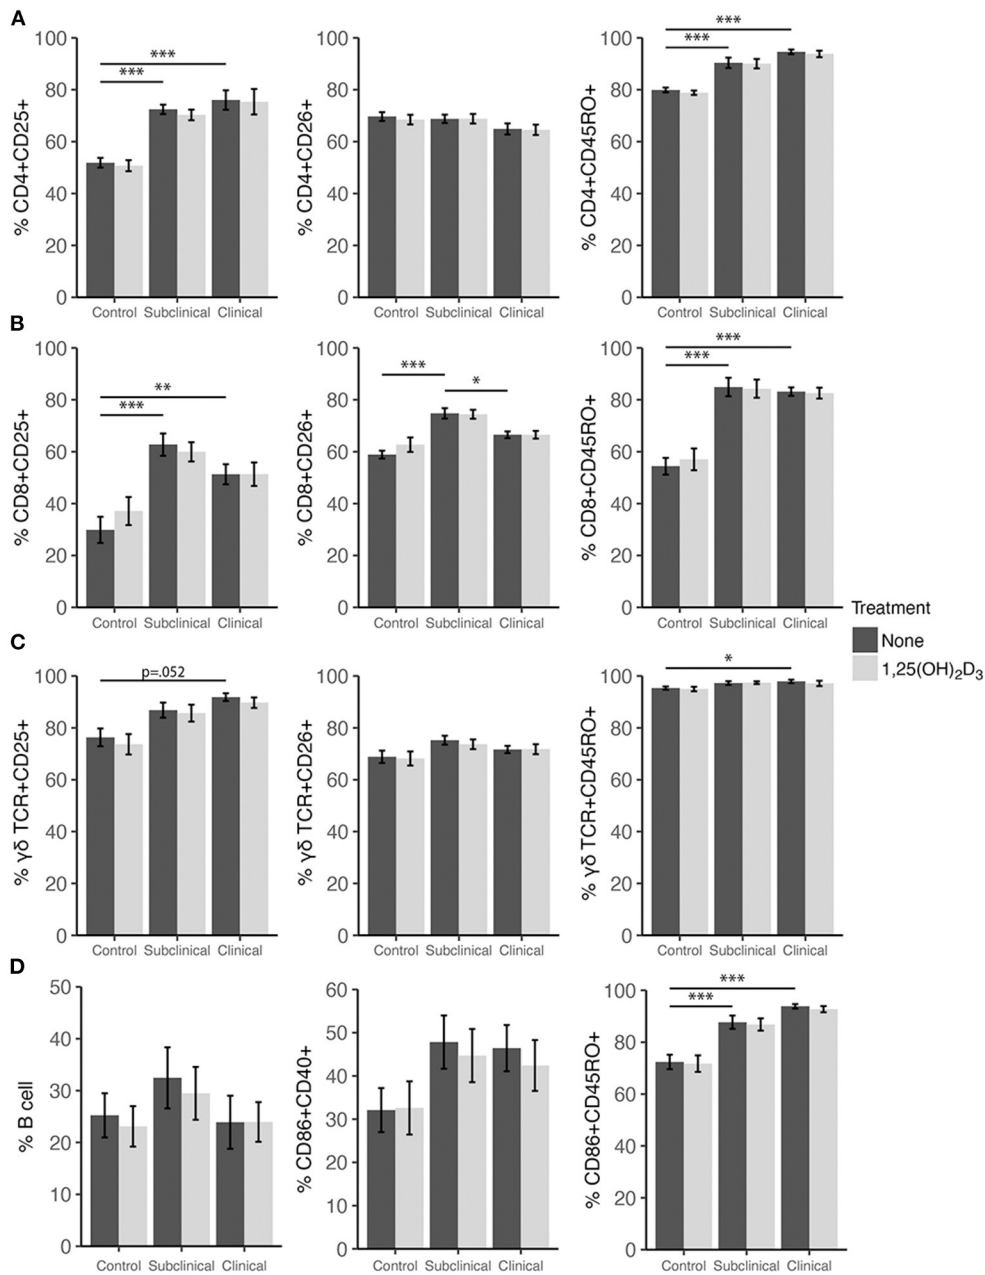 A
100
80
60
40
20
0
% CD4+CD25+
***
***
Control Subclinical Clinical
100
80
60
40
20
0
% CD4+CD26+
Control Subclinical Clinical
100
80
60
40
20
0
% CD4+CD45RO+
***
***
Control Subclinical Clinical
B
100
80
60
40
20
0
% CD8+CD25+
**
***
Control Subclinical Clinical
100
80
60
40
20
0
% CD8+CD26+
***
*
Control Subclinical Clinical
100
80
60
40
20
0
% CD8+CD45RO+
***
***
Control Subclinical Clinical
Treatment
None
1,25(OH)₂D₃
C
100
80
60
40
20
0
% γδ TCR+CD25+
p=.052
Control Subclinical Clinical
100
80
60
40
20
0
% γδ TCR+CD26+
Control Subclinical Clinical
100
80
60
40
20
0
% γδ TCR+CD45RO+
*
Control Subclinical Clinical
D
50
40
30
20
10
0
% B cell
Control Subclinical Clinical
60
50
40
30
20
10
0
% CD86+CD40+
Control Subclinical Clinical
100
80
60
40
20
0
% CD86+CD45RO+
***
***
Control Subclinical Clinical